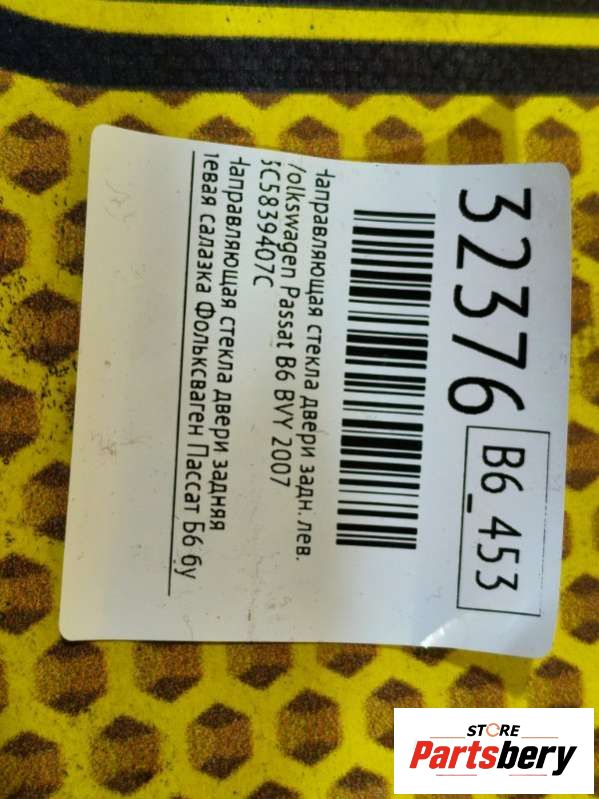 32376
B6_453
Направляющая стекла двери задн. лев.
Volkswagen Passat B6 BVY 2007
3C5839407C
Направляющая стекла двери задняя
левая салазка Фольксваген Пассат Б6 бу
STORE
Partsbery